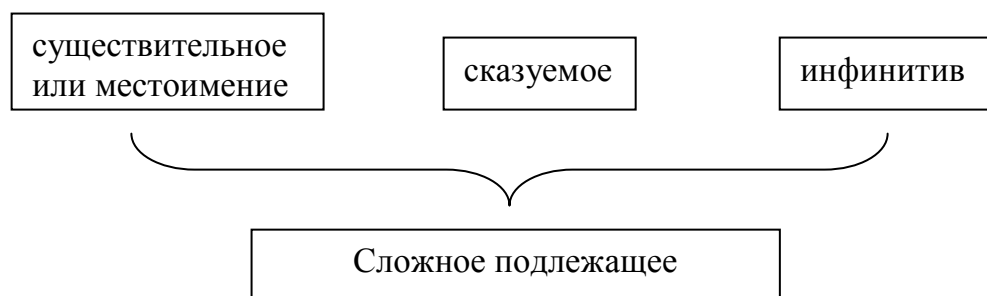 существительное
или местоимение
сказуемое
инфинитив
Сложное подлежащее